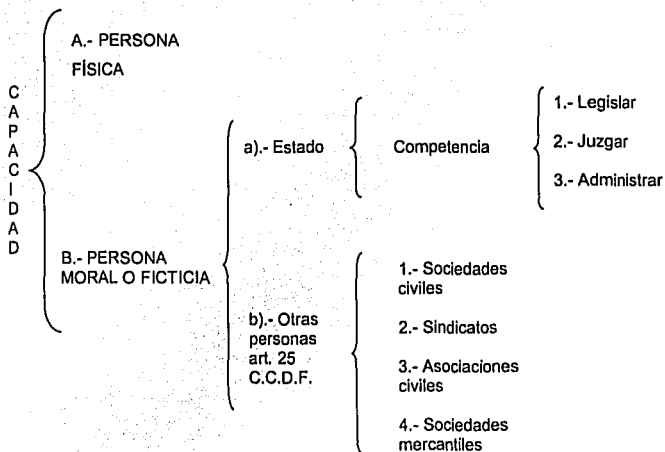 CAPACIDAD
A.- PERSONA
FÍSICA
B.- PERSONA
MORAL O FICTICIA
a).- Estado
Competencia
1.- Legislar
2.- Juzgar
3.- Administrar
b).- Otras
personas
art. 25
C.C.D.F.
1.- Sociedades
civiles
2.- Sindicatos
3.- Asociaciones
civiles
4.- Sociedades
mercantiles